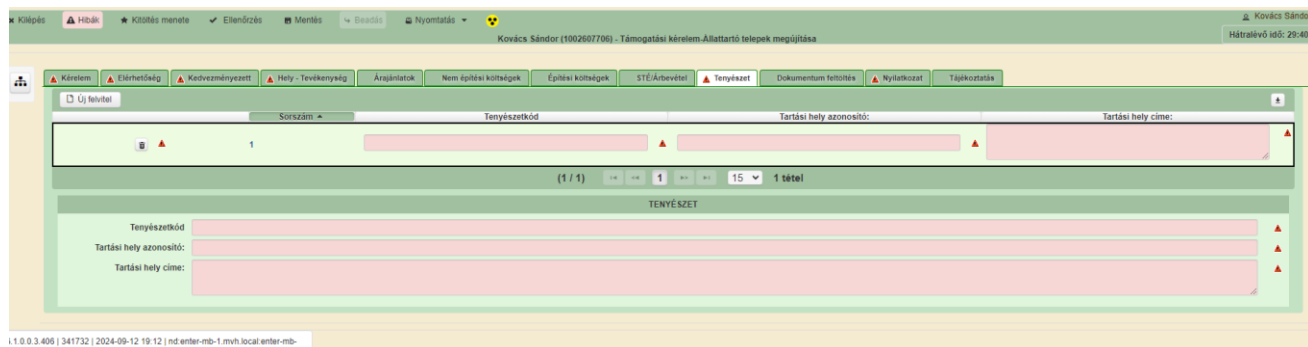 Kilépés Hibák Kitöltés menete Ellenőrzés Mentés Beadás Nyomtatás Kovács Sándo
Kovács Sándor (1002607706) - Támogatási kérelem-Állattartó telepek megújítása Hátralévő idő: 29:40
Kérelem Elérhetőség Kedvezményezett Hely - Tevékenység Árajánlatok Nem építési költségek Építési költségek STÉ/Árbevétel Tenyészet Dokumentum feltöltés Nyilatkozat Tájékoztatás
Új felvitel
Sorszám Tenyészetkód Tartási hely azonosító: Tartási hely címe:
1
(1 / 1) 1 15 1 tétel
TENYÉSZET
Tenyészetkód
Tartási hely azonosító:
Tartási hely címe:
.1.0.0.3.406 | 341732 | 2024-09-12 19:12 | nd:enter-mb-1.mvh.local:enter-mb-